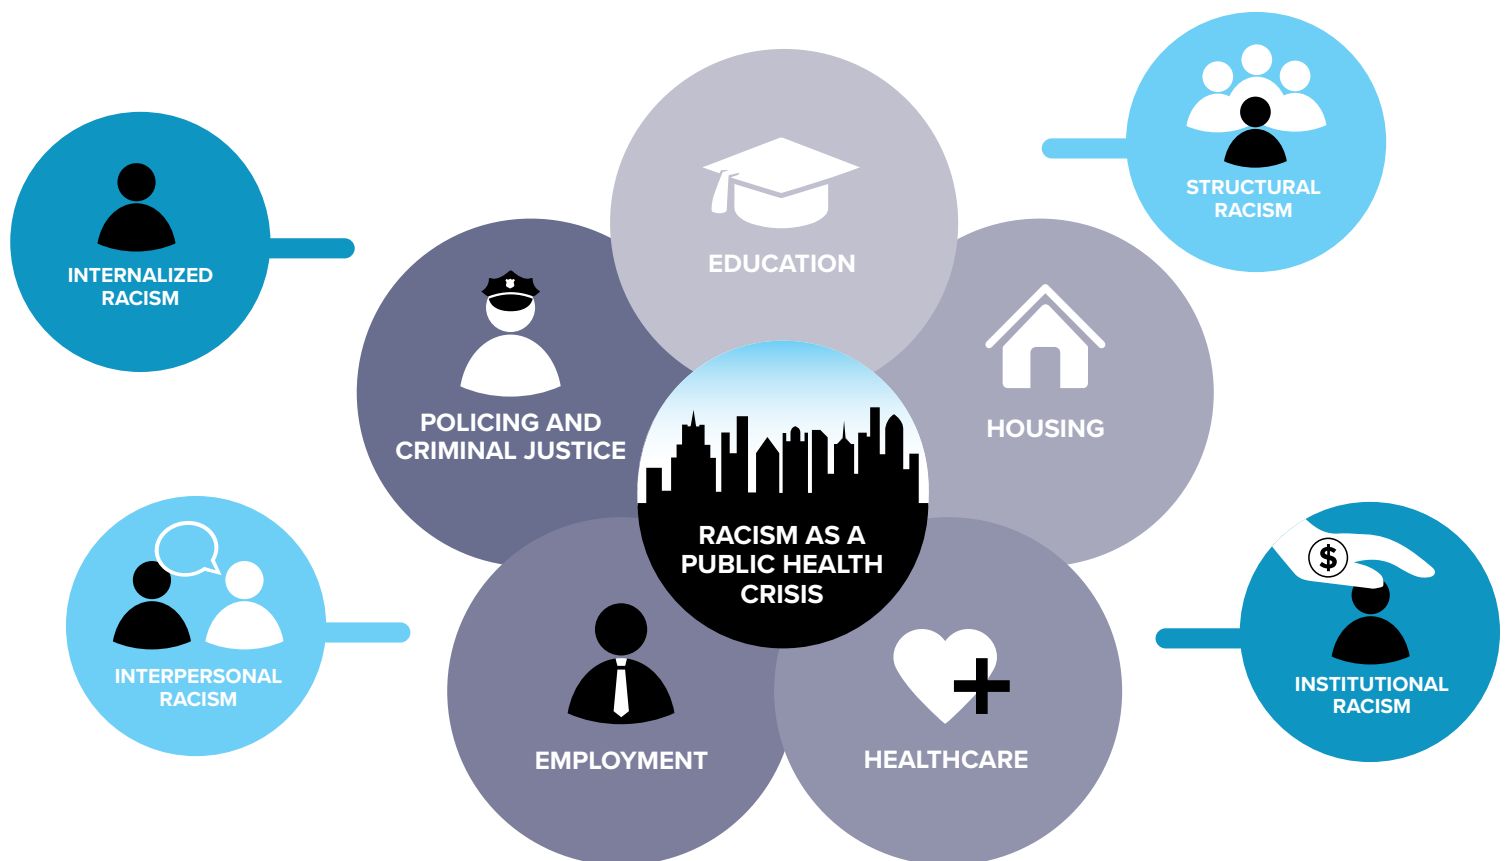 STRUCTURAL
RACISM
INTERNALIZED
RACISM
EDUCATION
POLICING AND
CRIMINAL JUSTICE
HOUSING
RACISM AS A
PUBLIC HEALTH
CRISIS
INTERPERSONAL
RACISM
$
INSTITUTIONAL
RACISM
EMPLOYMENT
HEALTHCARE